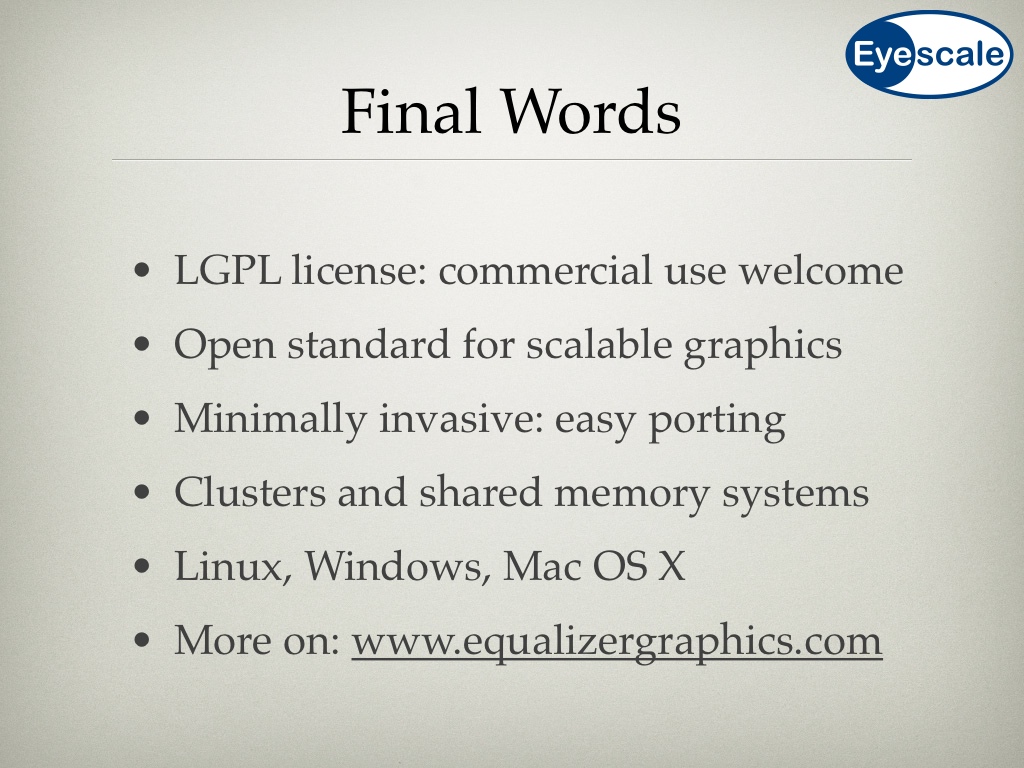 Eyescale
Final Words
• LGPL license: commercial use welcome
• Open standard for scalable graphics
• Minimally invasive: easy porting
• Clusters and shared memory systems
• Linux, Windows, Mac OS X
• More on: www.equalizergraphics.com